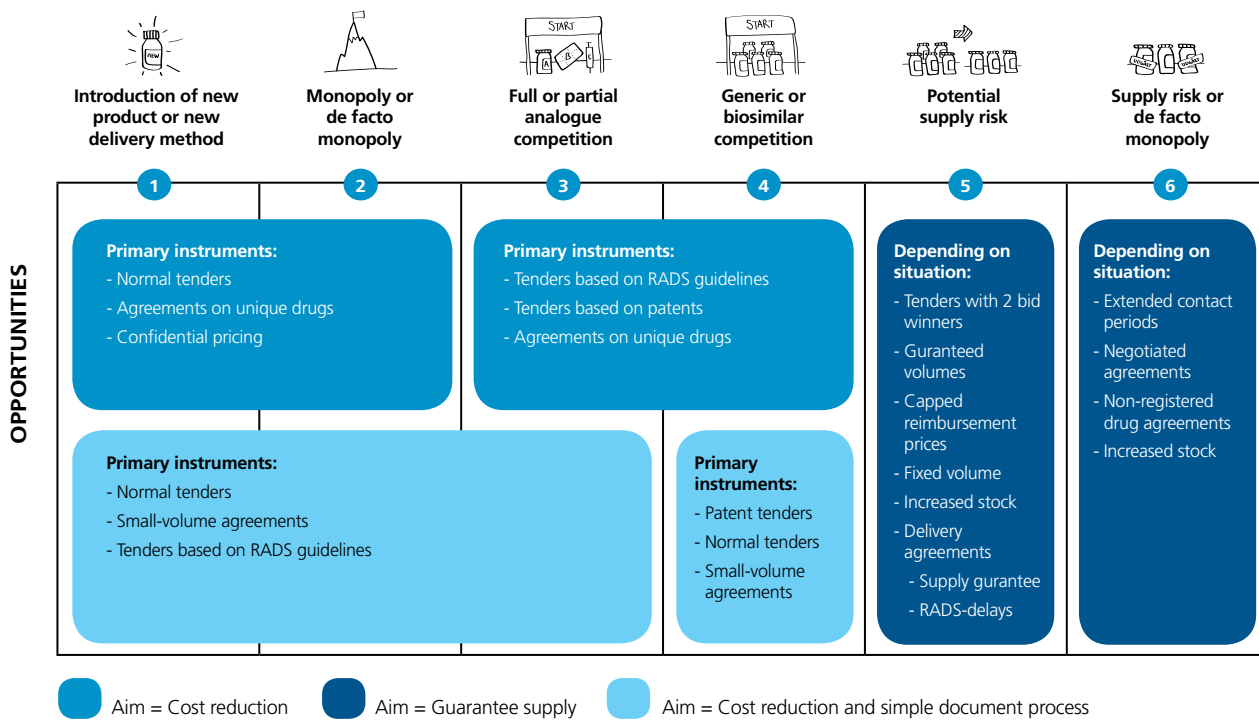 NEW
START
A
B
C
START
Introduction of new
product or new
delivery method
Monopoly or
de facto
monopoly
Full or partial
analogue
competition
Generic or
biosimilar
competition
Potential
supply risk
Supply risk or
de facto
monopoly
1
2
3
4
5
6
OPPORTUNITIES
Primary instruments:
- Normal tenders
- Agreements on unique drugs
- Confidential pricing
Primary instruments:
- Tenders based on RADS guidelines
- Tenders based on patents
- Agreements on unique drugs
Primary instruments:
- Normal tenders
- Small-volume agreements
- Tenders based on RADS guidelines
Primary
instruments:
- Patent tenders
- Normal tenders
- Small-volume
agreements
Depending on
situation:
- Tenders with 2 bid
winners
- Guranteed
volumes
- Capped
reimbursement
prices
- Fixed volume
- Increased stock
- Delivery
agreements
- Supply gurantee
- RADS-delays
Depending on
situation:
- Extended contact
periods
- Negotiated
agreements
- Non-registered
drug agreements
- Increased stock
Aim = Cost reduction
Aim = Guarantee supply
Aim = Cost reduction and simple document process